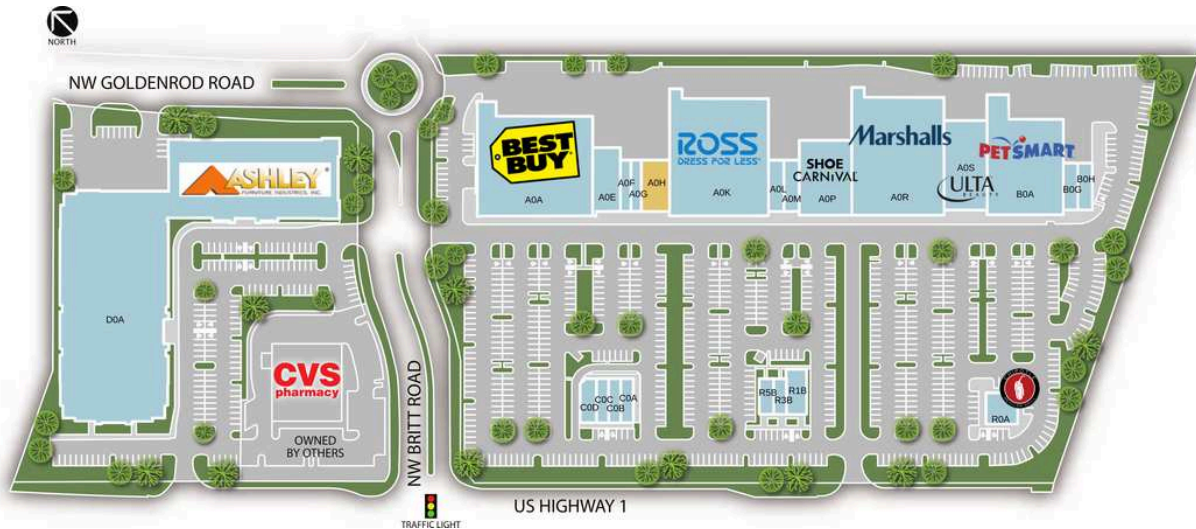 NORTH
NW GOLDENROD ROAD
ASHLEY
FURNITURE INDUSTRIES, INC.
D0A
CVS
pharmacy
OWNED
BY OTHERS
NW BRITT ROAD
TRAFFIC LIGHT
US HIGHWAY 1
BEST
BUY
A0A
A0E
A0F
A0G
A0H
ROSS
DRESS FOR LESS
A0K
A0L
A0M
SHOE
CARNIVAL
A0P
Marshalls
A0R
A0S
ULTA
BEAUTY
PETSMART
B0A
B0G
B0H
C0D
C0C
C0B
C0A
R5B
R3B
R1B
R0A